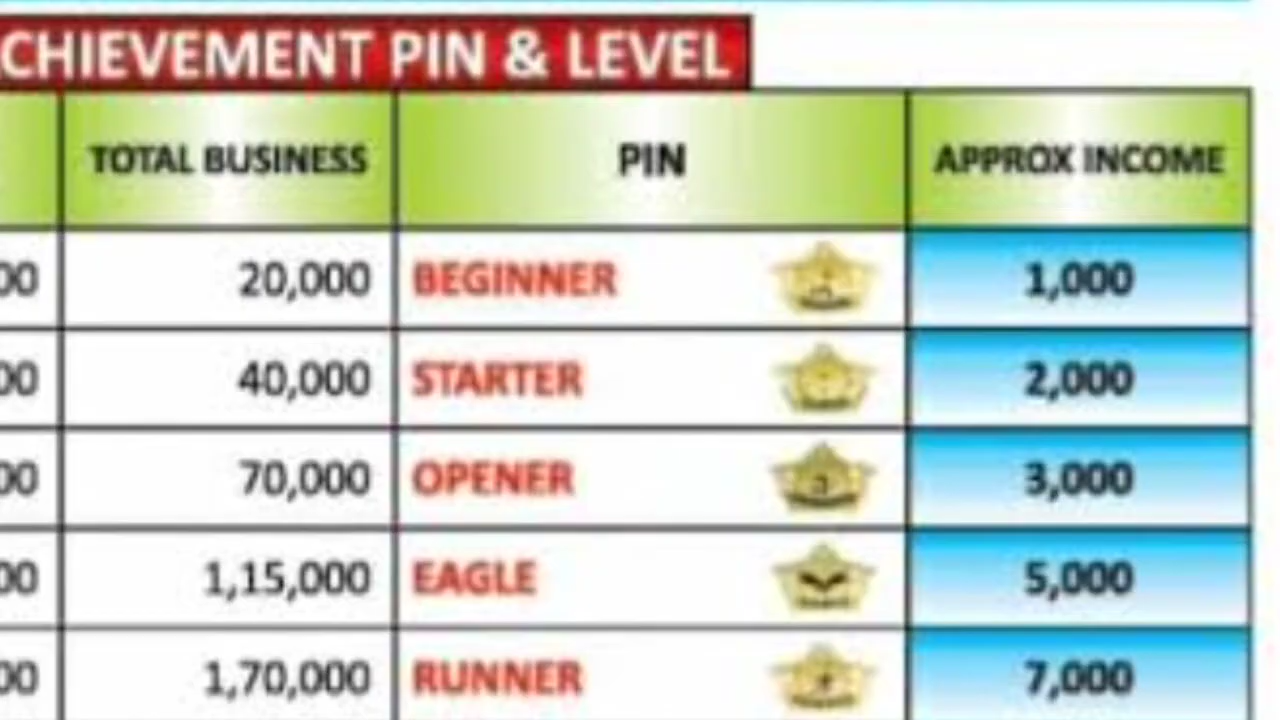 CHIEVEMENT PIN & LEVEL
TOTAL BUSINESS PIN APPROX INCOME
00 20,000 BEGINNER 1,000
00 40,000 STARTER 2,000
00 70,000 OPENER 3,000
00 1,15,000 EAGLE 5,000
00 1,70,000 RUNNER 7,000